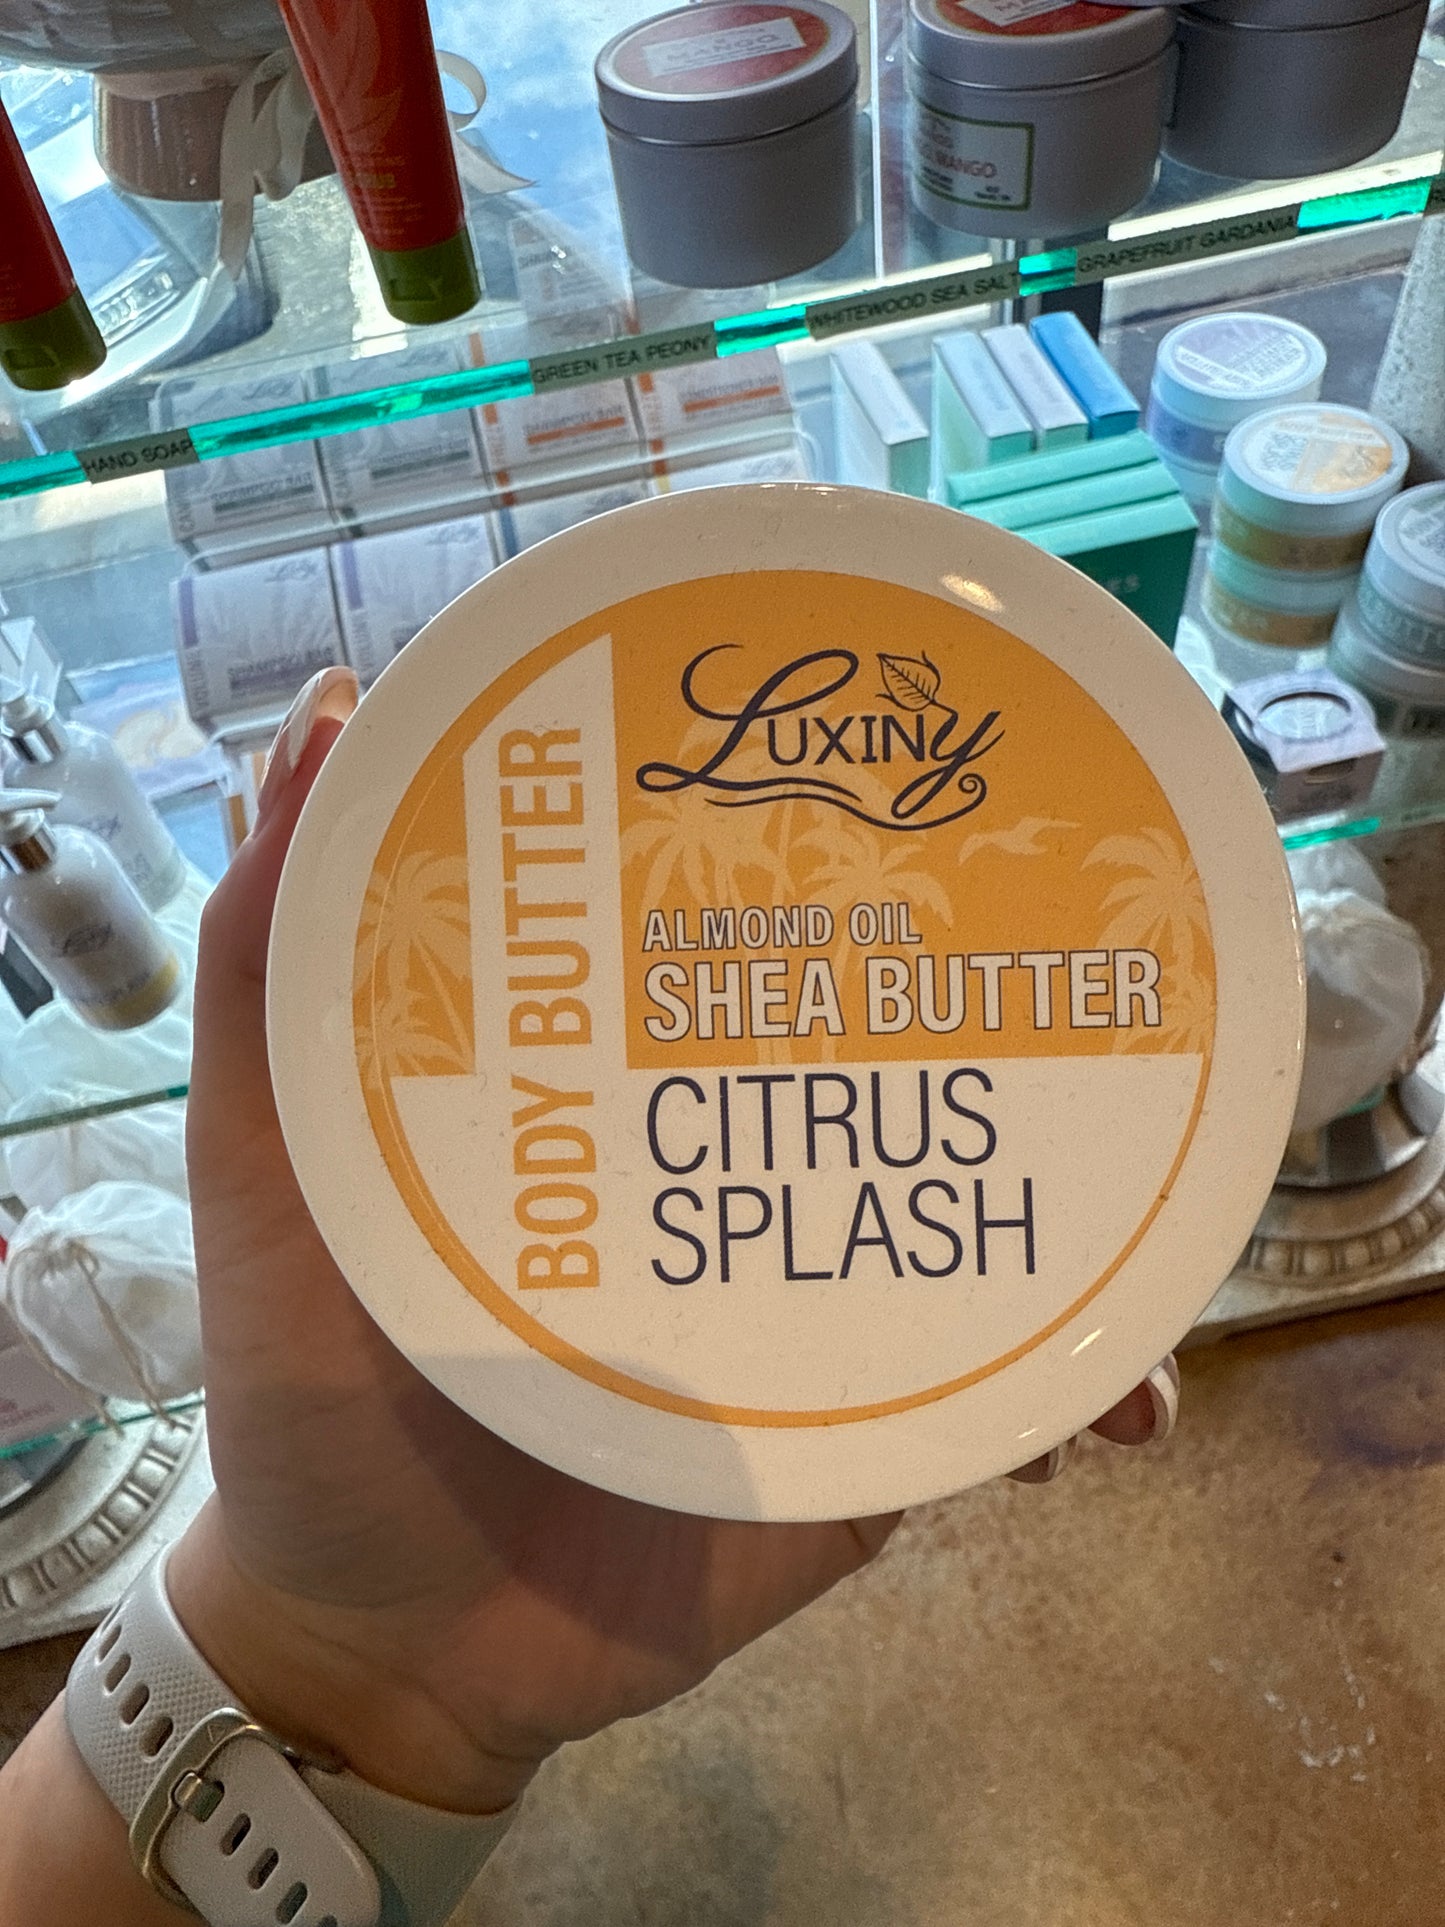 MANGO
MANGO
HAND SOAP
GREEN TEA PEONY
WHITEWOOD SEA SALT
GRAPEFRUIT GARDANIA
LUXINY
BODY BUTTER
ALMOND OIL
SHEA BUTTER
CITRUS
SPLASH